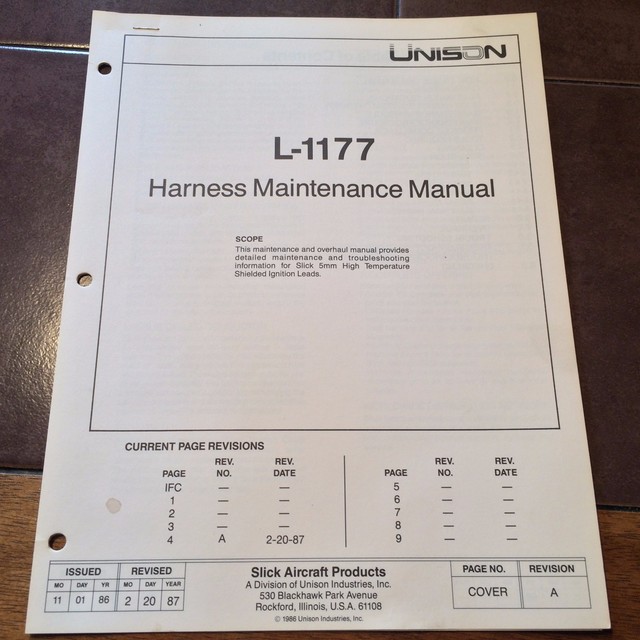 UNISON
L-1177
Harness Maintenance Manual
SCOPE
This maintenance and overhaul manual provides
detailed maintenance and troubleshooting
information for Slick 5mm High Temperature
Shielded Ignition Leads.
CURRENT PAGE REVISIONS
PAGE REV. NO. REV. DATE
IFC — —
1 — —
2 — —
3 — —
4 A 2-20-87
PAGE REV. NO. REV. DATE
5 — —
6 — —
7 — —
8 — —
9 — —
ISSUED REVISED
MO DAY YR MO DAY YEAR
11 01 86 2 20 87
Slick Aircraft Products
A Division of Unison Industries, Inc.
530 Blackhawk Park Avenue
Rockford, Illinois, U.S.A. 61108
© 1986 Unison Industries, Inc.
PAGE NO. REVISION
COVER A